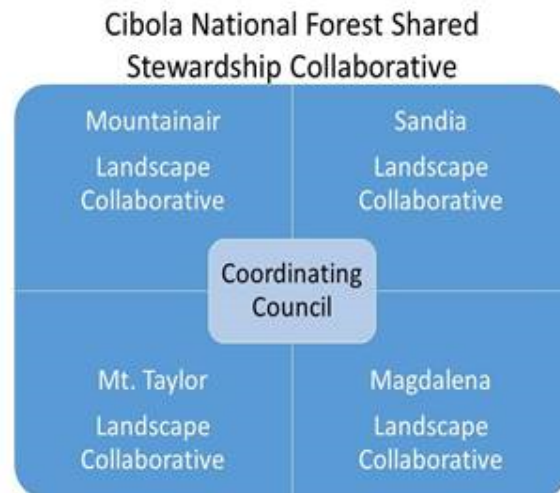 Cibola National Forest Shared
Stewardship Collaborative
Mountainair
Landscape
Collaborative
Sandia
Landscape
Collaborative
Coordinating
Council
Mt. Taylor
Landscape
Collaborative
Magdalena
Landscape
Collaborative